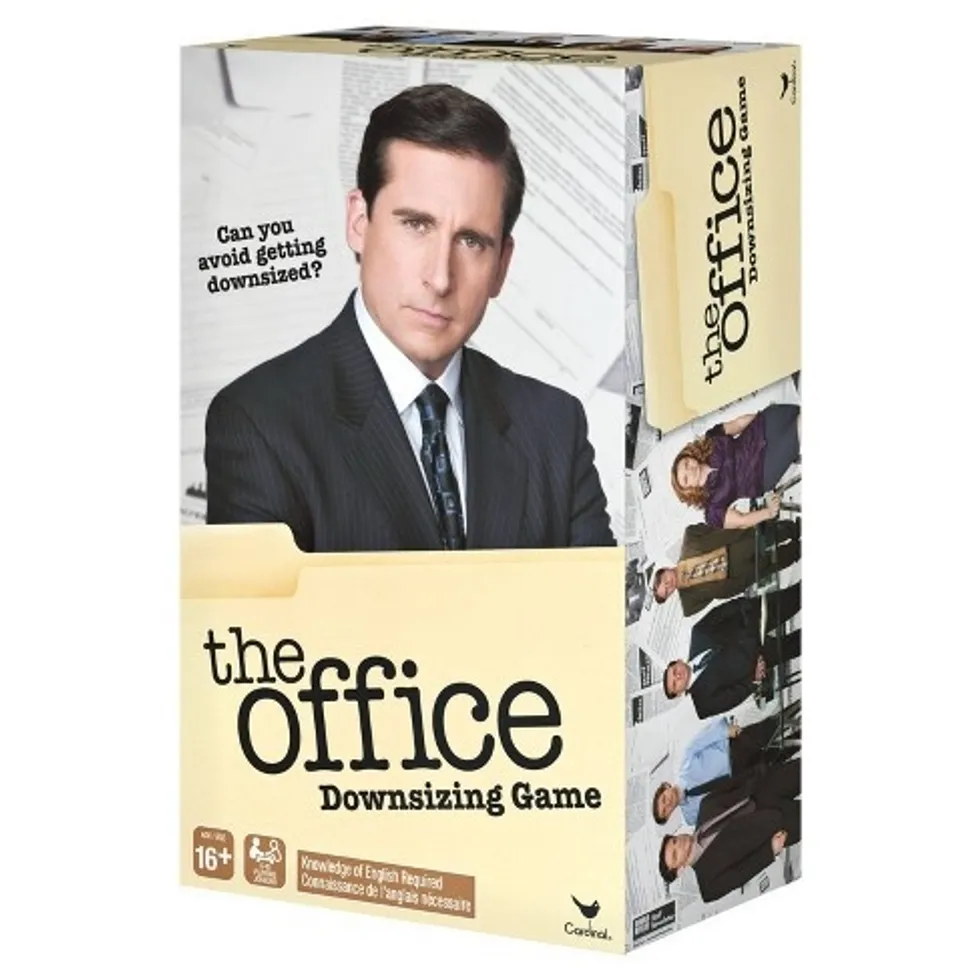 Can you
avoid getting
downsized?
the
office
Downsizing Game
16+
Knowledge of English Required
Connaissance de l'anglais nécessaire
Cardinal
the
office
Downsizing Game
Cardinal